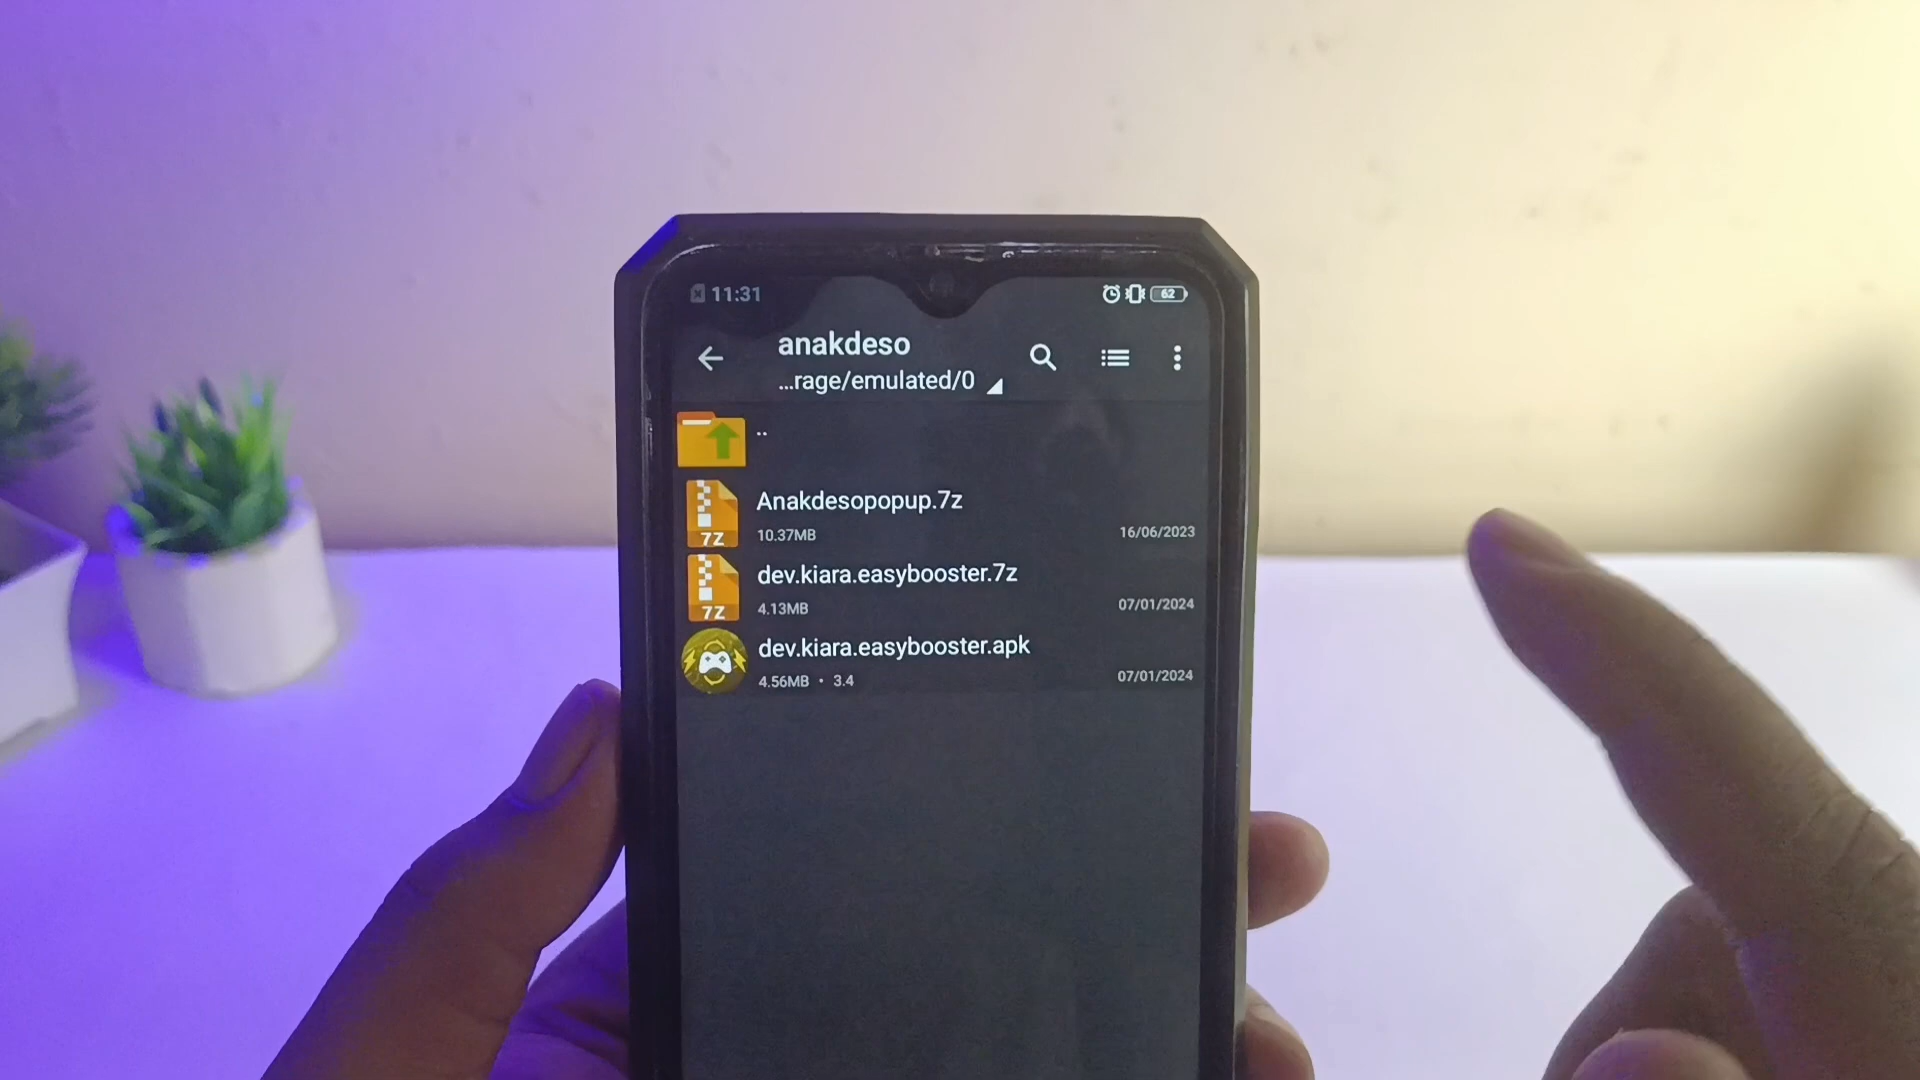 11:31
62
anakdeso
...rage/emulated/0
..
Anakdesopopup.7z
7Z
10.37MB
16/06/2023
dev.kiara.easybooster.7z
7Z
4.13MB
07/01/2024
dev.kiara.easybooster.apk
4.56MB · 3.4
07/01/2024